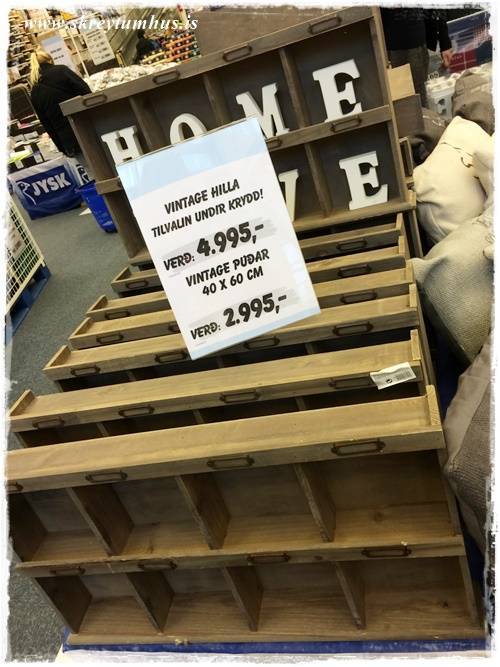 www.skreytumhus.is
HOME
VE
JYSK
VINTAGE HILLA
TILVALIN UNDIR KRYDD!
VERÐ: 4.995,-
VINTAGE PÚÐAR
40 X 60 CM
VERÐ: 2.995,-